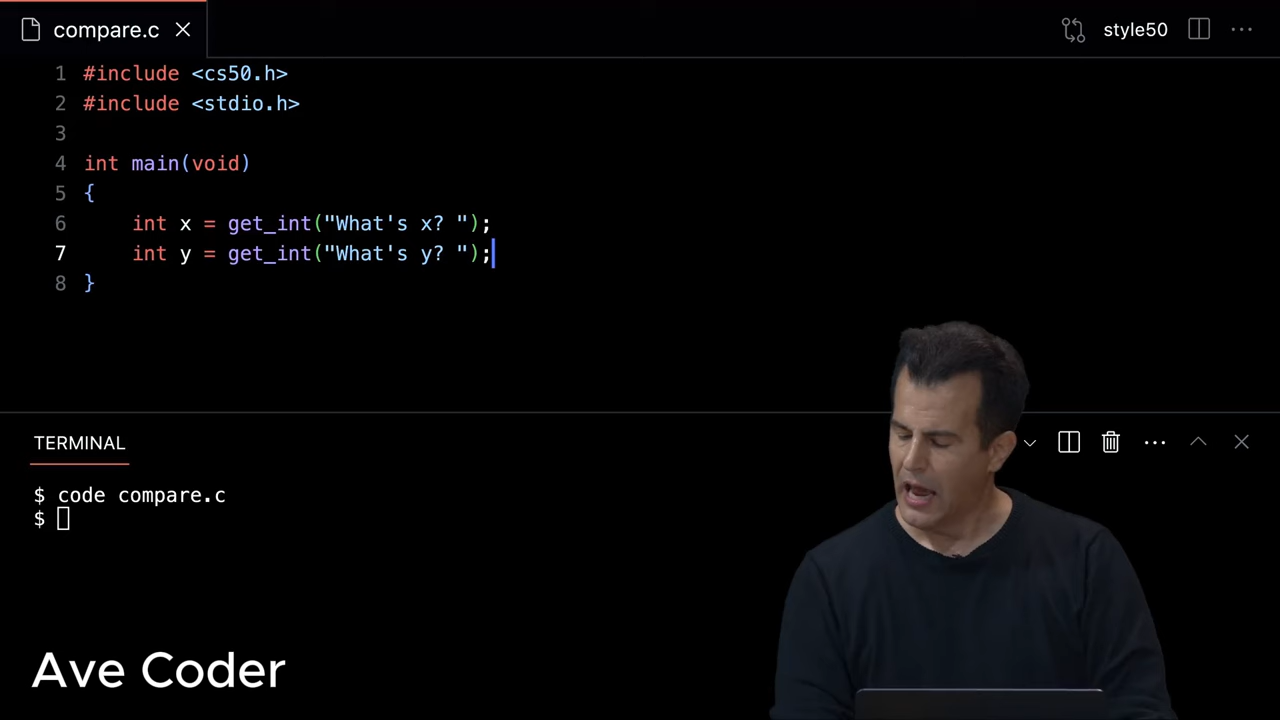 compare.c
style50
1 #include <cs50.h>
2 #include <stdio.h>
3
4 int main(void)
5 {
6     int x = get_int("What's x? ");
7     int y = get_int("What's y? ");
8 }
TERMINAL
$ code compare.c
$
Ave Coder